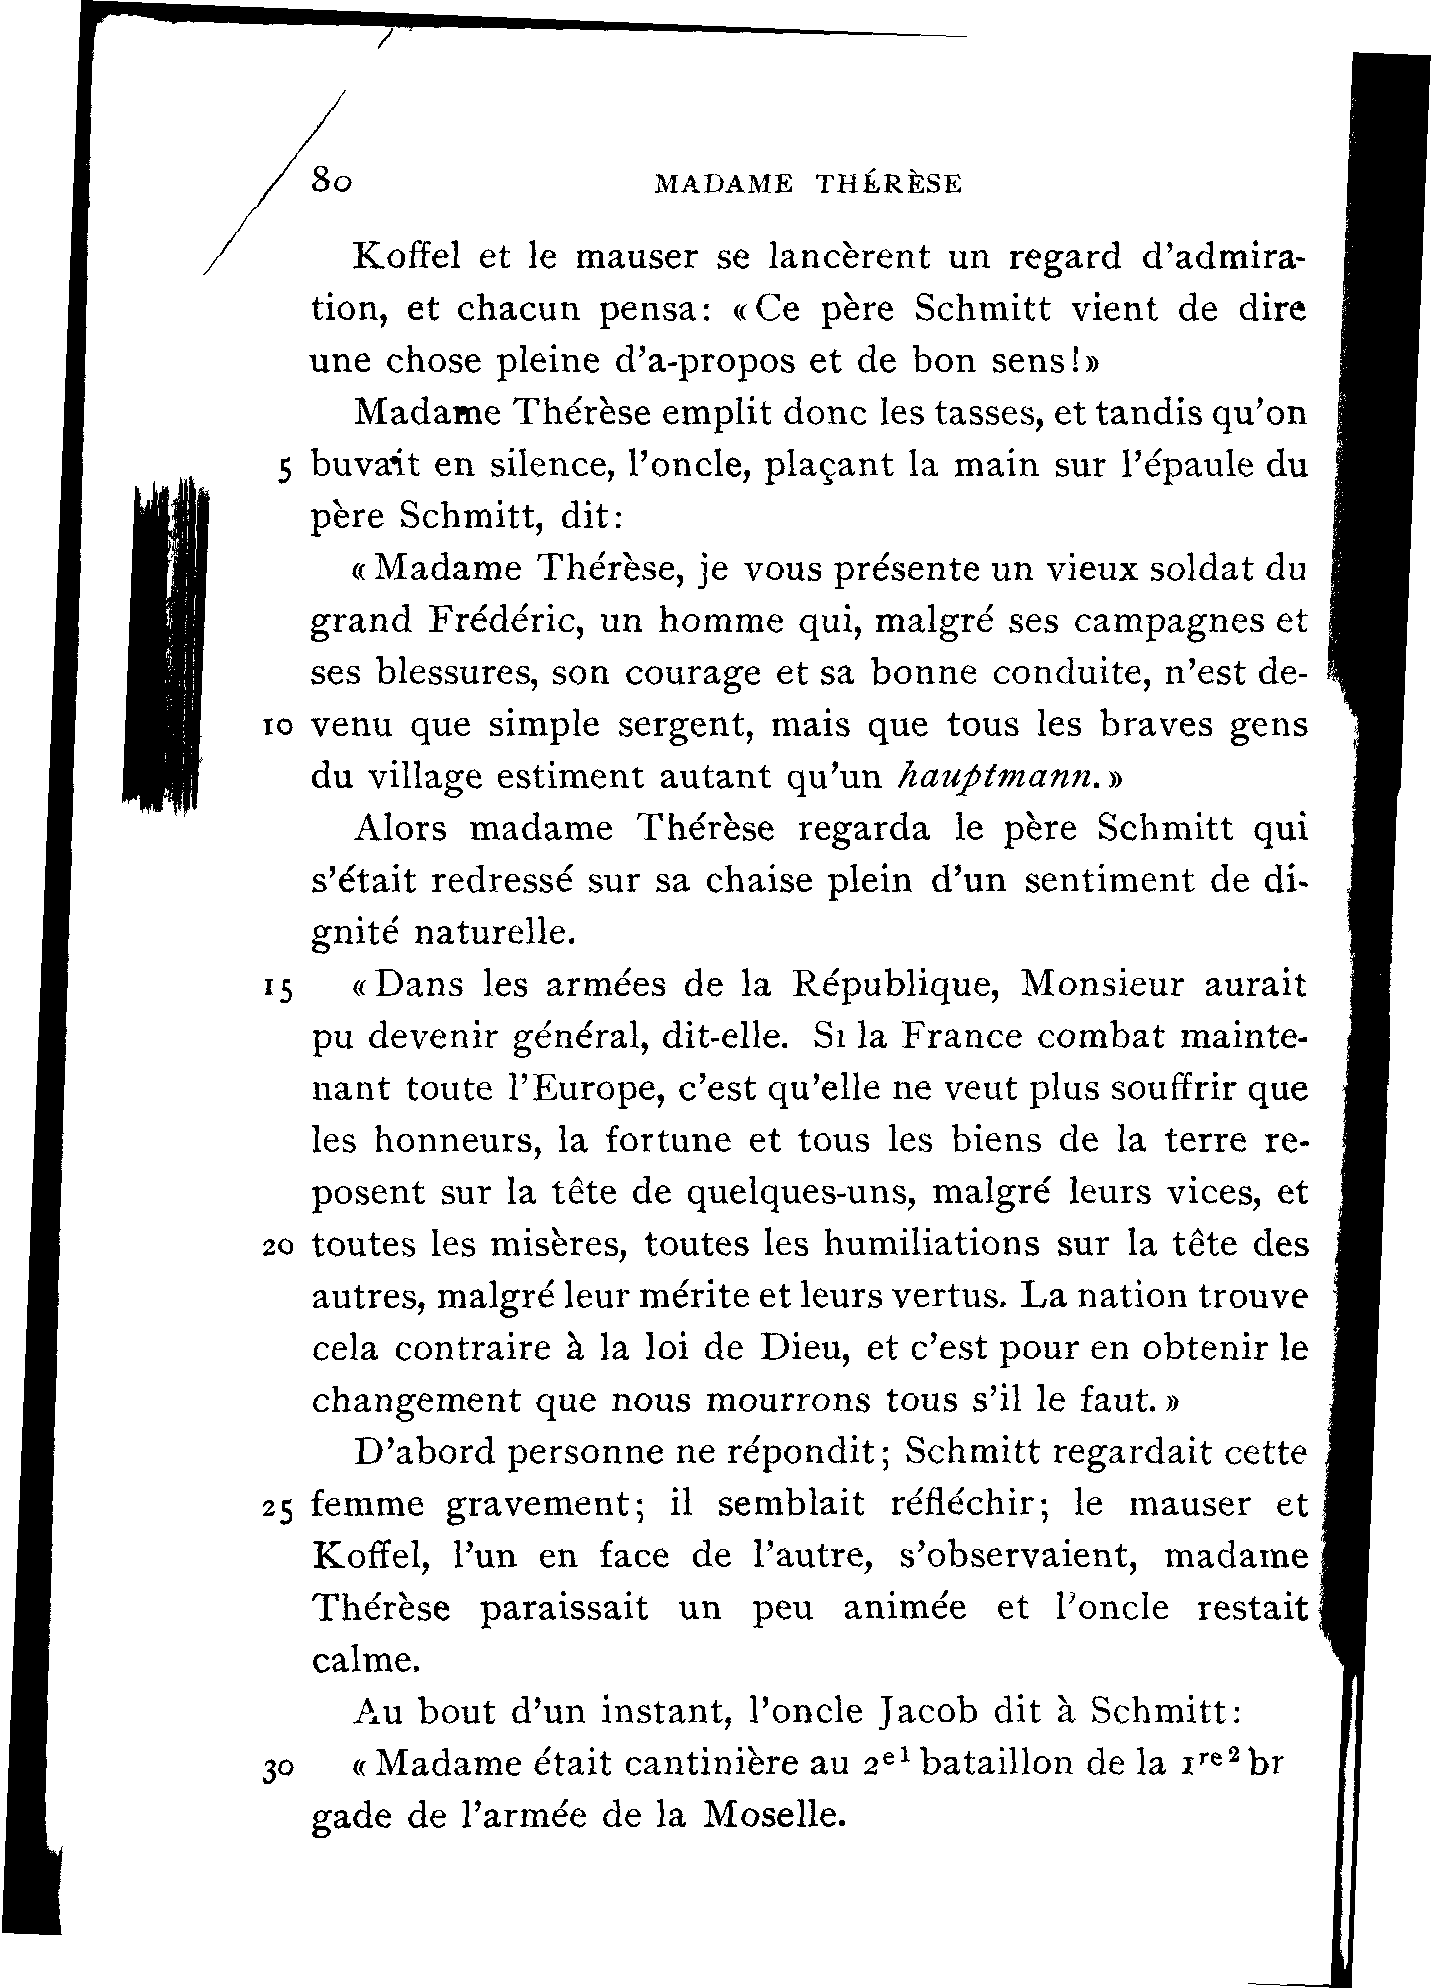 80 MADAME THÉRÈSE
Koffel et le mauser se lancèrent un regard d'admira-
tion, et chacun pensa: «Ce père Schmitt vient de dire
une chose pleine d'a-propos et de bon sens!»
Madame Thérèse emplit donc les tasses, et tandis qu'on
5 buvait en silence, l'oncle, plaçant la main sur l'épaule du
père Schmitt, dit:
«Madame Thérèse, je vous présente un vieux soldat du
grand Frédéric, un homme qui, malgré ses campagnes et
ses blessures, son courage et sa bonne conduite, n'est de-
10 venu que simple sergent, mais que tous les braves gens
du village estiment autant qu'un hauptmann.»
Alors madame Thérèse regarda le père Schmitt qui
s'était redressé sur sa chaise plein d'un sentiment de di-
gnité naturelle.
15 «Dans les armées de la République, Monsieur aurait
pu devenir général, dit-elle. Si la France combat mainte-
nant toute l'Europe, c'est qu'elle ne veut plus souffrir que
les honneurs, la fortune et tous les biens de la terre re-
posent sur la tête de quelques-uns, malgré leurs vices, et
20 toutes les misères, toutes les humiliations sur la tête des
autres, malgré leur mérite et leurs vertus. La nation trouve
cela contraire à la loi de Dieu, et c'est pour en obtenir le
changement que nous mourrons tous s'il le faut.»
D'abord personne ne répondit; Schmitt regardait cette
25 femme gravement; il semblait réfléchir; le mauser et
Koffel, l'un en face de l'autre, s'observaient, madame
Thérèse paraissait un peu animée et l'oncle restait
calme.
Au bout d'un instant, l'oncle Jacob dit à Schmitt:
30 «Madame était cantinière au 2e1 bataillon de la 1re2 br
gade de l'armée de la Moselle.